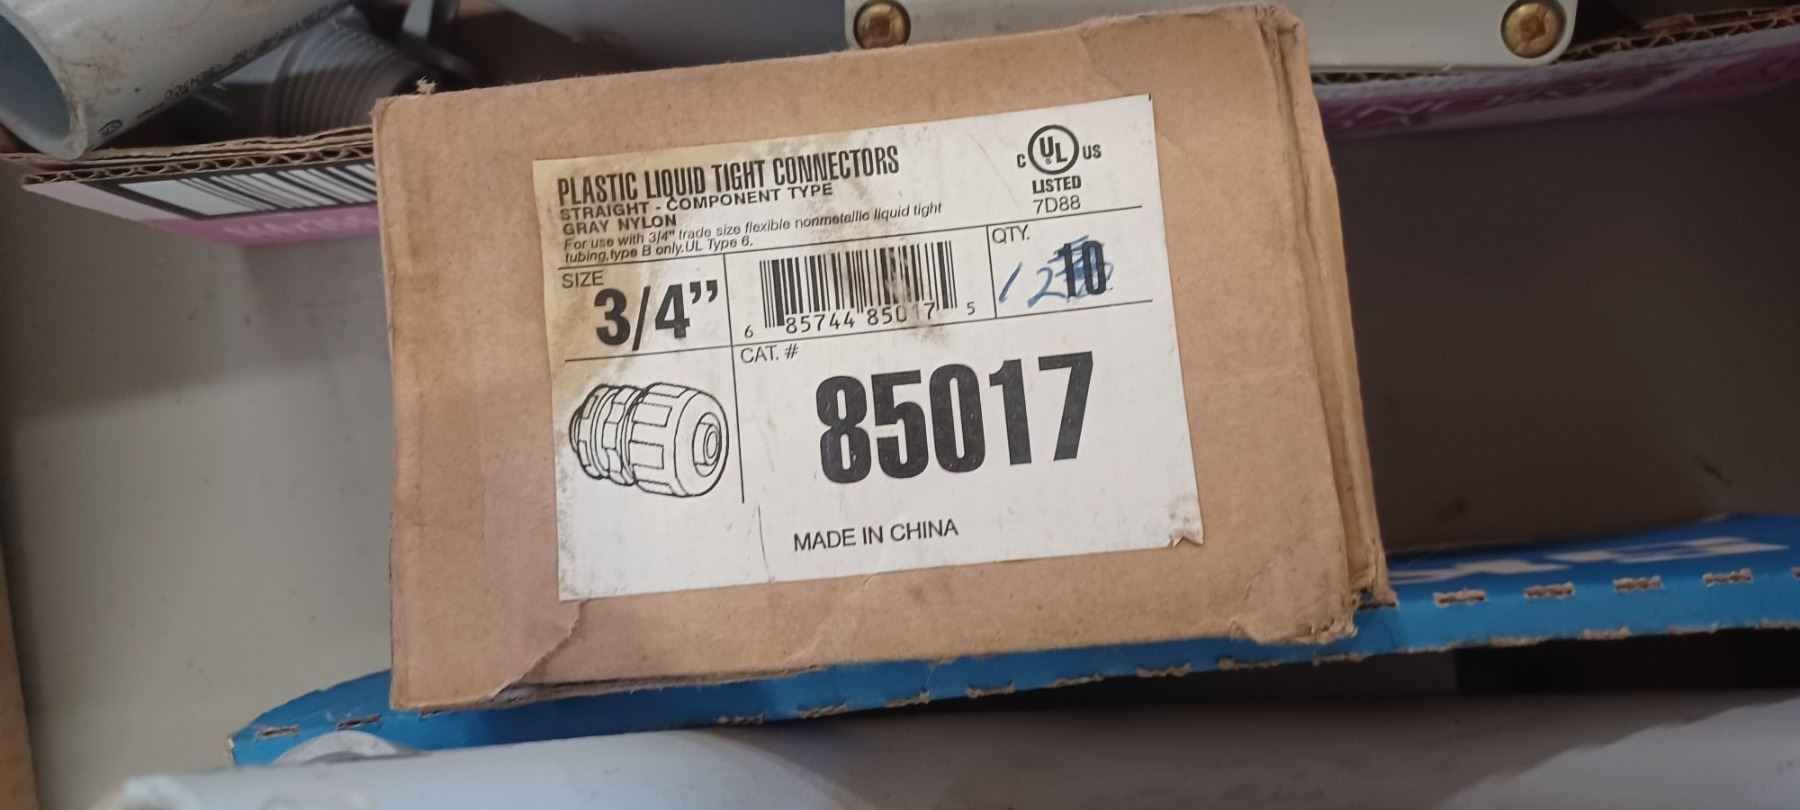 PLASTIC LIQUID TIGHT CONNECTORS
STRAIGHT - COMPONENT TYPE
GRAY NYLON
For use with 3/4" trade size flexible nonmetallic liquid tight
tubing,type B only.UL Type 6.
C UL US
LISTED
7D88
SIZE
3/4"
6 85744 85017 5
QTY.
10
12
CAT. #
85017
MADE IN CHINA